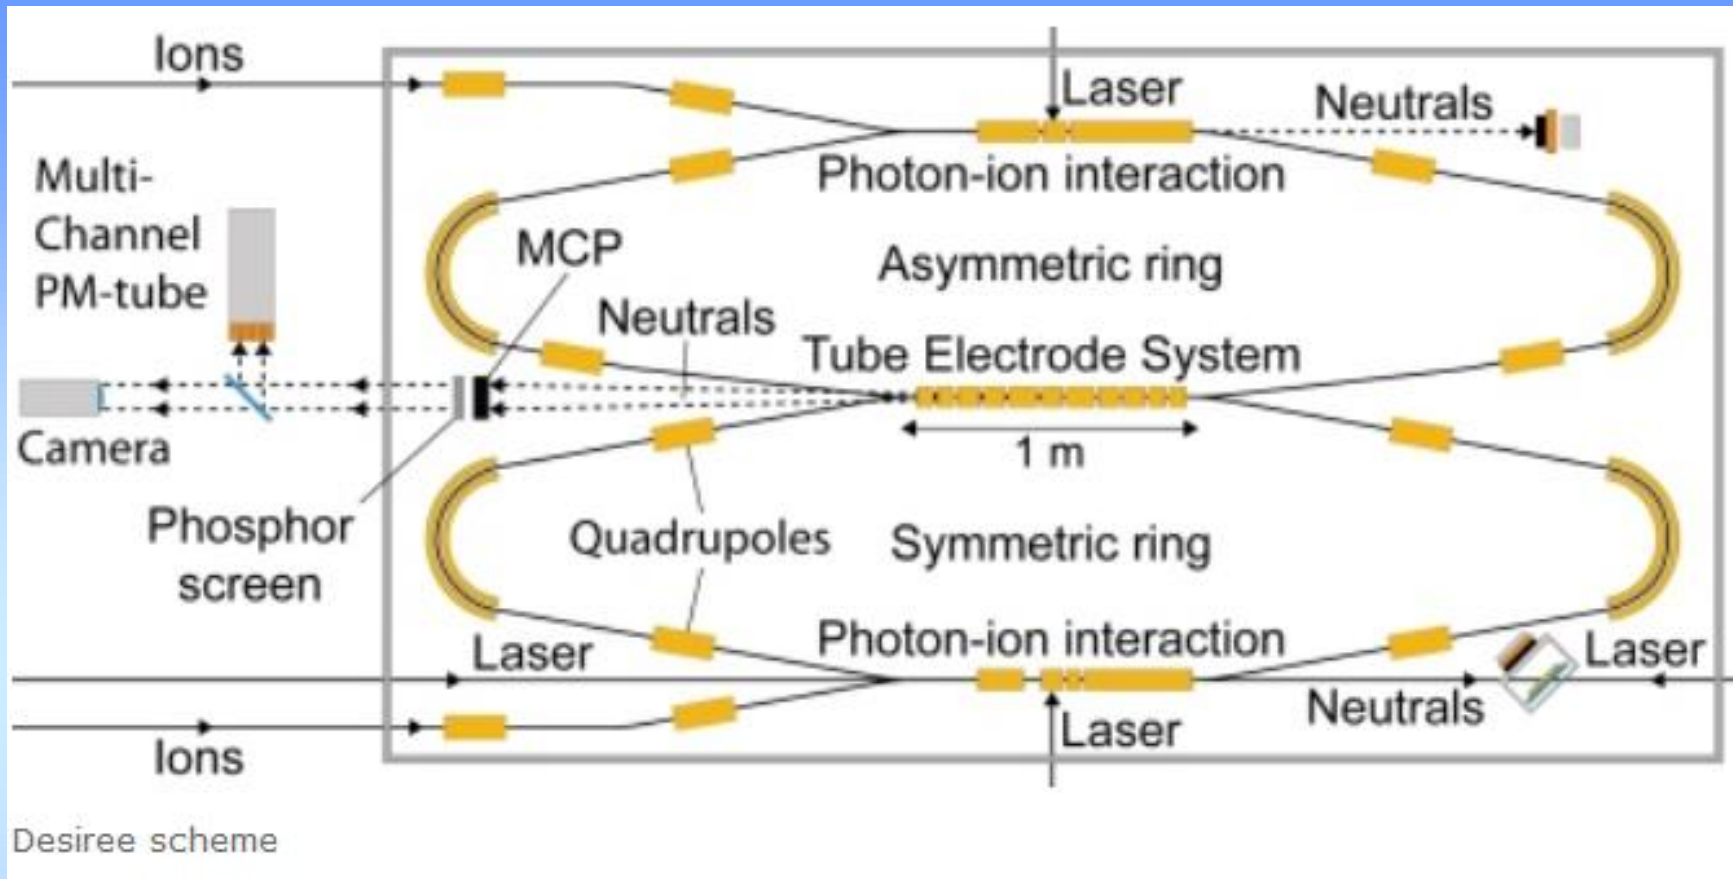 Ions
Laser
Neutrals
Multi-
Channel
PM-tube
Photon-ion interaction
MCP
Asymmetric ring
Neutrals
Tube Electrode System
Camera
1 m
Phosphor
screen
Quadrupoles
Symmetric ring
Photon-ion interaction
Laser
Laser
Neutrals
Laser
Ions
Desiree scheme